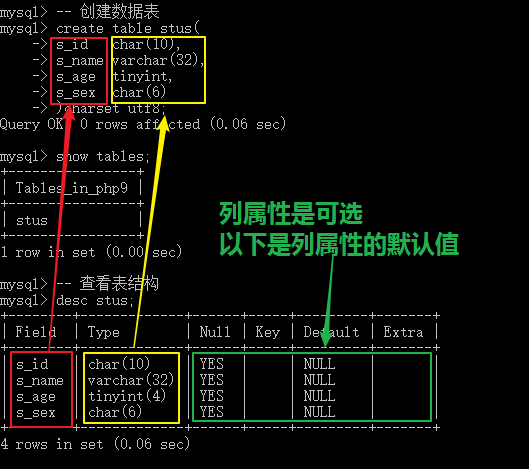 mysql> -- 创建数据表
mysql> create table stus(
    -> s_id char(10),
    -> s_name varchar(32),
    -> s_age tinyint,
    -> s_sex char(6)
    -> )charset utf8;
Query OK, 0 rows affected (0.06 sec)
mysql> show tables;
+----------------+
| Tables_in_php9 |
+----------------+
| stus |
+----------------+
1 row in set (0.00 sec)
列属性是可选
以下是列属性的默认值
mysql> -- 查看表结构
mysql> desc stus;
+--------+-------------+------+-----+---------+-------+
| Field | Type | Null | Key | Default | Extra |
+--------+-------------+------+-----+---------+-------+
| s_id | char(10) | YES | | NULL | |
| s_name | varchar(32) | YES | | NULL | |
| s_age | tinyint(4) | YES | | NULL | |
| s_sex | char(6) | YES | | NULL | |
+--------+-------------+------+-----+---------+-------+
4 rows in set (0.06 sec)